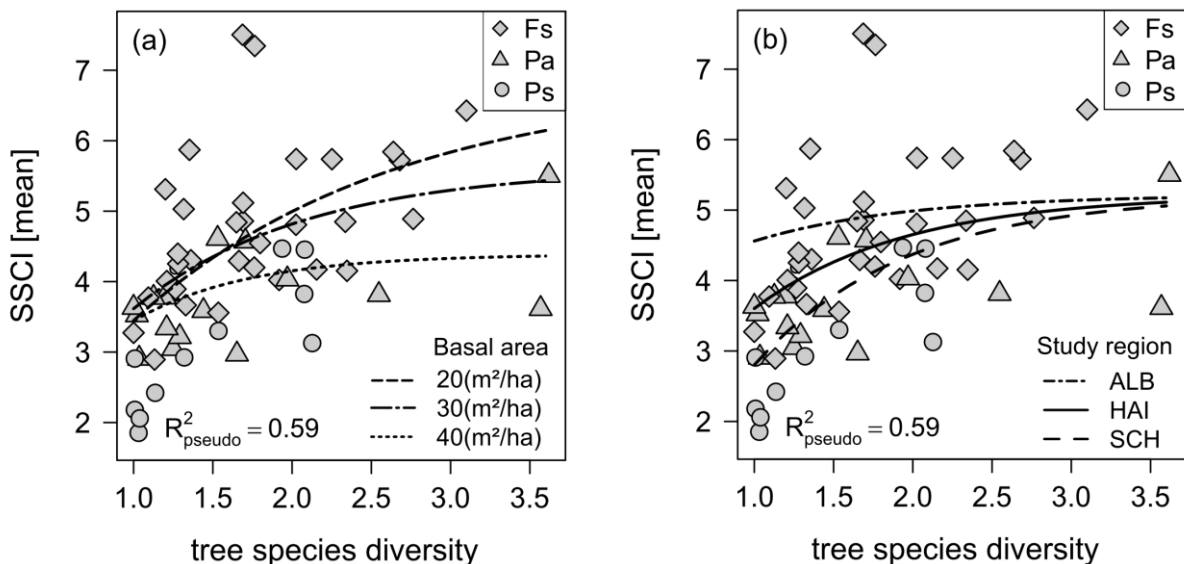 (a)
Fs
Pa
Ps
SSCI [mean]
7
6
5
4
3
2
Basal area
20(m²/ha)
30(m²/ha)
40(m²/ha)
R²pseudo = 0.59
1.0 1.5 2.0 2.5 3.0 3.5
tree species diversity
(b)
Fs
Pa
Ps
SSCI [mean]
7
6
5
4
3
2
Study region
ALB
HAI
SCH
R²pseudo = 0.59
1.0 1.5 2.0 2.5 3.0 3.5
tree species diversity